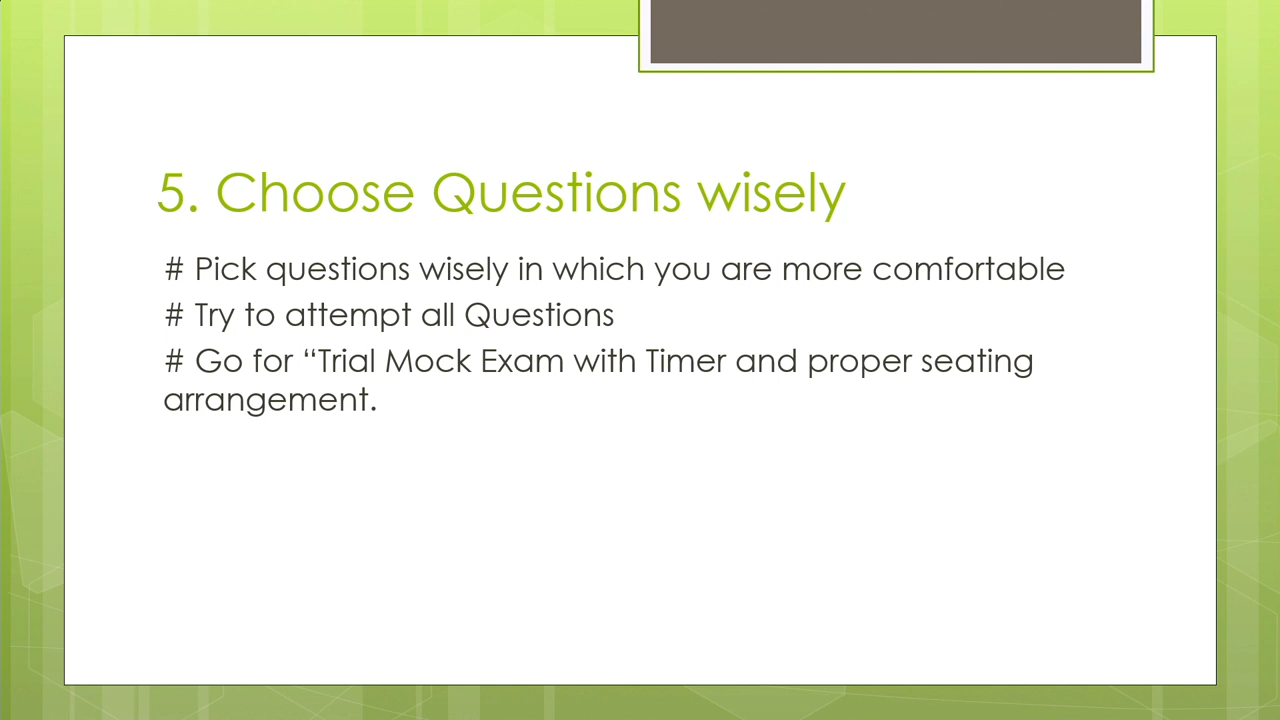 5. Choose Questions wisely
# Pick questions wisely in which you are more comfortable
# Try to attempt all Questions
# Go for “Trial Mock Exam with Timer and proper seating
arrangement.